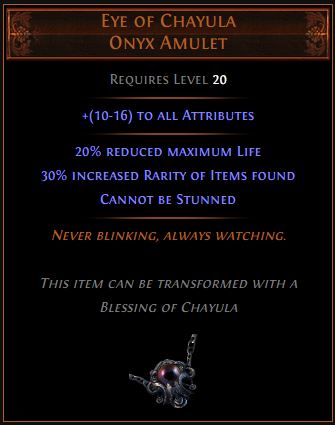 Eye of Chayula
Onyx Amulet
Requires Level 20
+(10-16) to all Attributes
20% reduced maximum Life
30% increased Rarity of Items found
Cannot be Stunned
Never blinking, always watching.
This item can be transformed with a
Blessing of Chayula